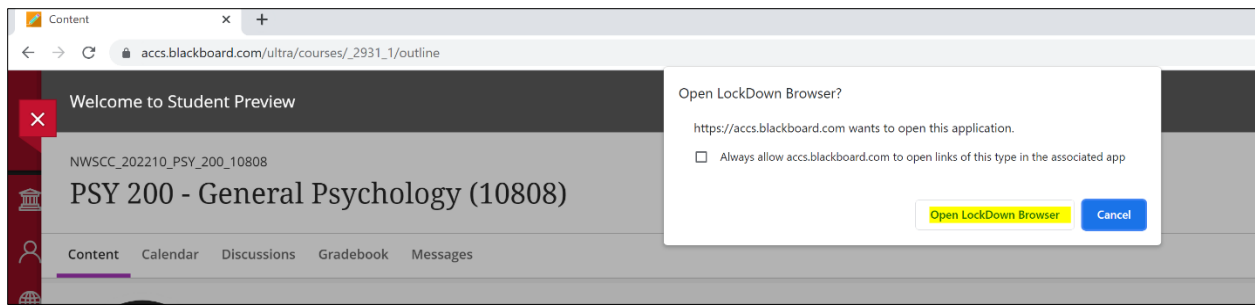 Content
accs.blackboard.com/ultra/courses/_2931_1/outline
Welcome to Student Preview
NWSCC_202210_PSY_200_10808
PSY 200 - General Psychology (10808)
Content Calendar Discussions Gradebook Messages
Open LockDown Browser?
https://accs.blackboard.com wants to open this application.
Always allow accs.blackboard.com to open links of this type in the associated app
Open LockDown Browser Cancel